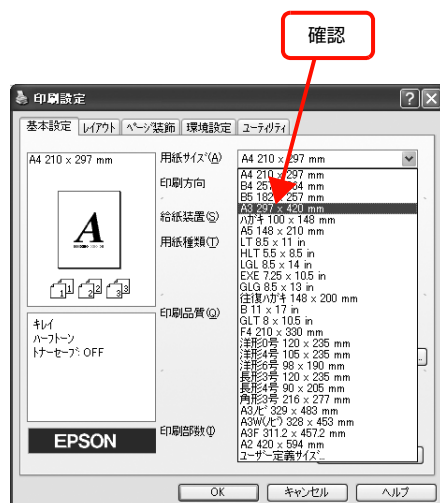 確認
印刷設定
基本設定 レイアウト ページ装飾 環境設定 ユーティリティ
A4 210 x 297 mm
用紙サイズ(A) A4 210 x 297 mm
印刷方向
給紙装置(S)
用紙種類(T)
A4 210 x 297 mm
B4 257 x 364 mm
B5 182 x 257 mm
A3 297 x 420 mm
ハガキ 100 x 148 mm
A5 148 x 210 mm
LT 8.5 x 11 in
HLT 5.5 x 8.5 in
LGL 8.5 x 14 in
EXE 7.25 x 10.5 in
GLG 8.5 x 13 in
往復ハガキ 148 x 200 mm
B 11 x 17 in
GLT 8 x 10.5 in
F4 210 x 330 mm
洋形0号 120 x 235 mm
洋形4号 105 x 235 mm
洋形6号 98 x 190 mm
長形3号 120 x 235 mm
長形4号 90 x 205 mm
角形3号 216 x 277 mm
A3ノビ 329 x 483 mm
A3W(ノビ) 328 x 453 mm
A3F 311.2 x 457.2 mm
A2 420 x 594 mm
ユーザー定義サイズ...
A
1 1 2 2 3 3
印刷品質(Q)
キレイ
ハーフトーン
トナーセーブ: OFF
印刷部数(I)
EPSON
OK キャンセル ヘルプ